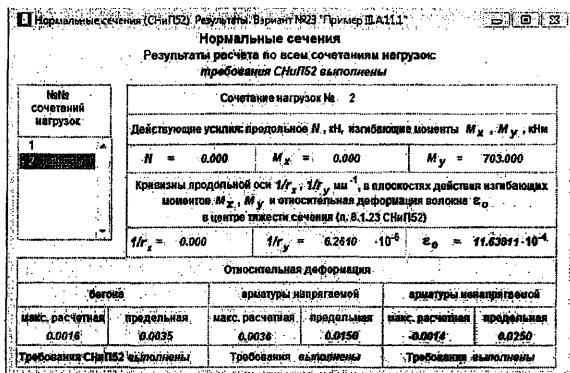 Нормальные сечения (СНиП52). Результаты. Вариант №23 "Пример III.А11.1"
Нормальные сечения
Результаты расчета по всем сочетаниям нагрузок:
требования СНиП52 выполнены
№№ сочетаний нагрузок
1
2
Сочетание нагрузок № 2
Действующие усилия: продольное N, кН, изгибающие моменты Mx, My, кНм
N = 0.000 Mx = 0.000 My = 703.000
Кривизны продольной оси 1/rx, 1/ry мм-1, в плоскостях действия изгибающих
моментов Mx, My и относительная деформация волокна ε0
в центре тяжести сечения (п. 6.1.23 СНиП52)
1/rx = 0.000 1/ry = 6.2610 ·10-6 ε0 = 11.63811·10-4
Относительная деформация
бетона арматуры напрягаемой арматуры ненапрягаемой
макс. расчетная предельная макс. расчетная предельная макс. расчетная предельная
0.0016 0.0035 0.0036 0.0150 -0.0014 0.0250
Требования СНиП52 выполнены Требования выполнены Требования выполнены